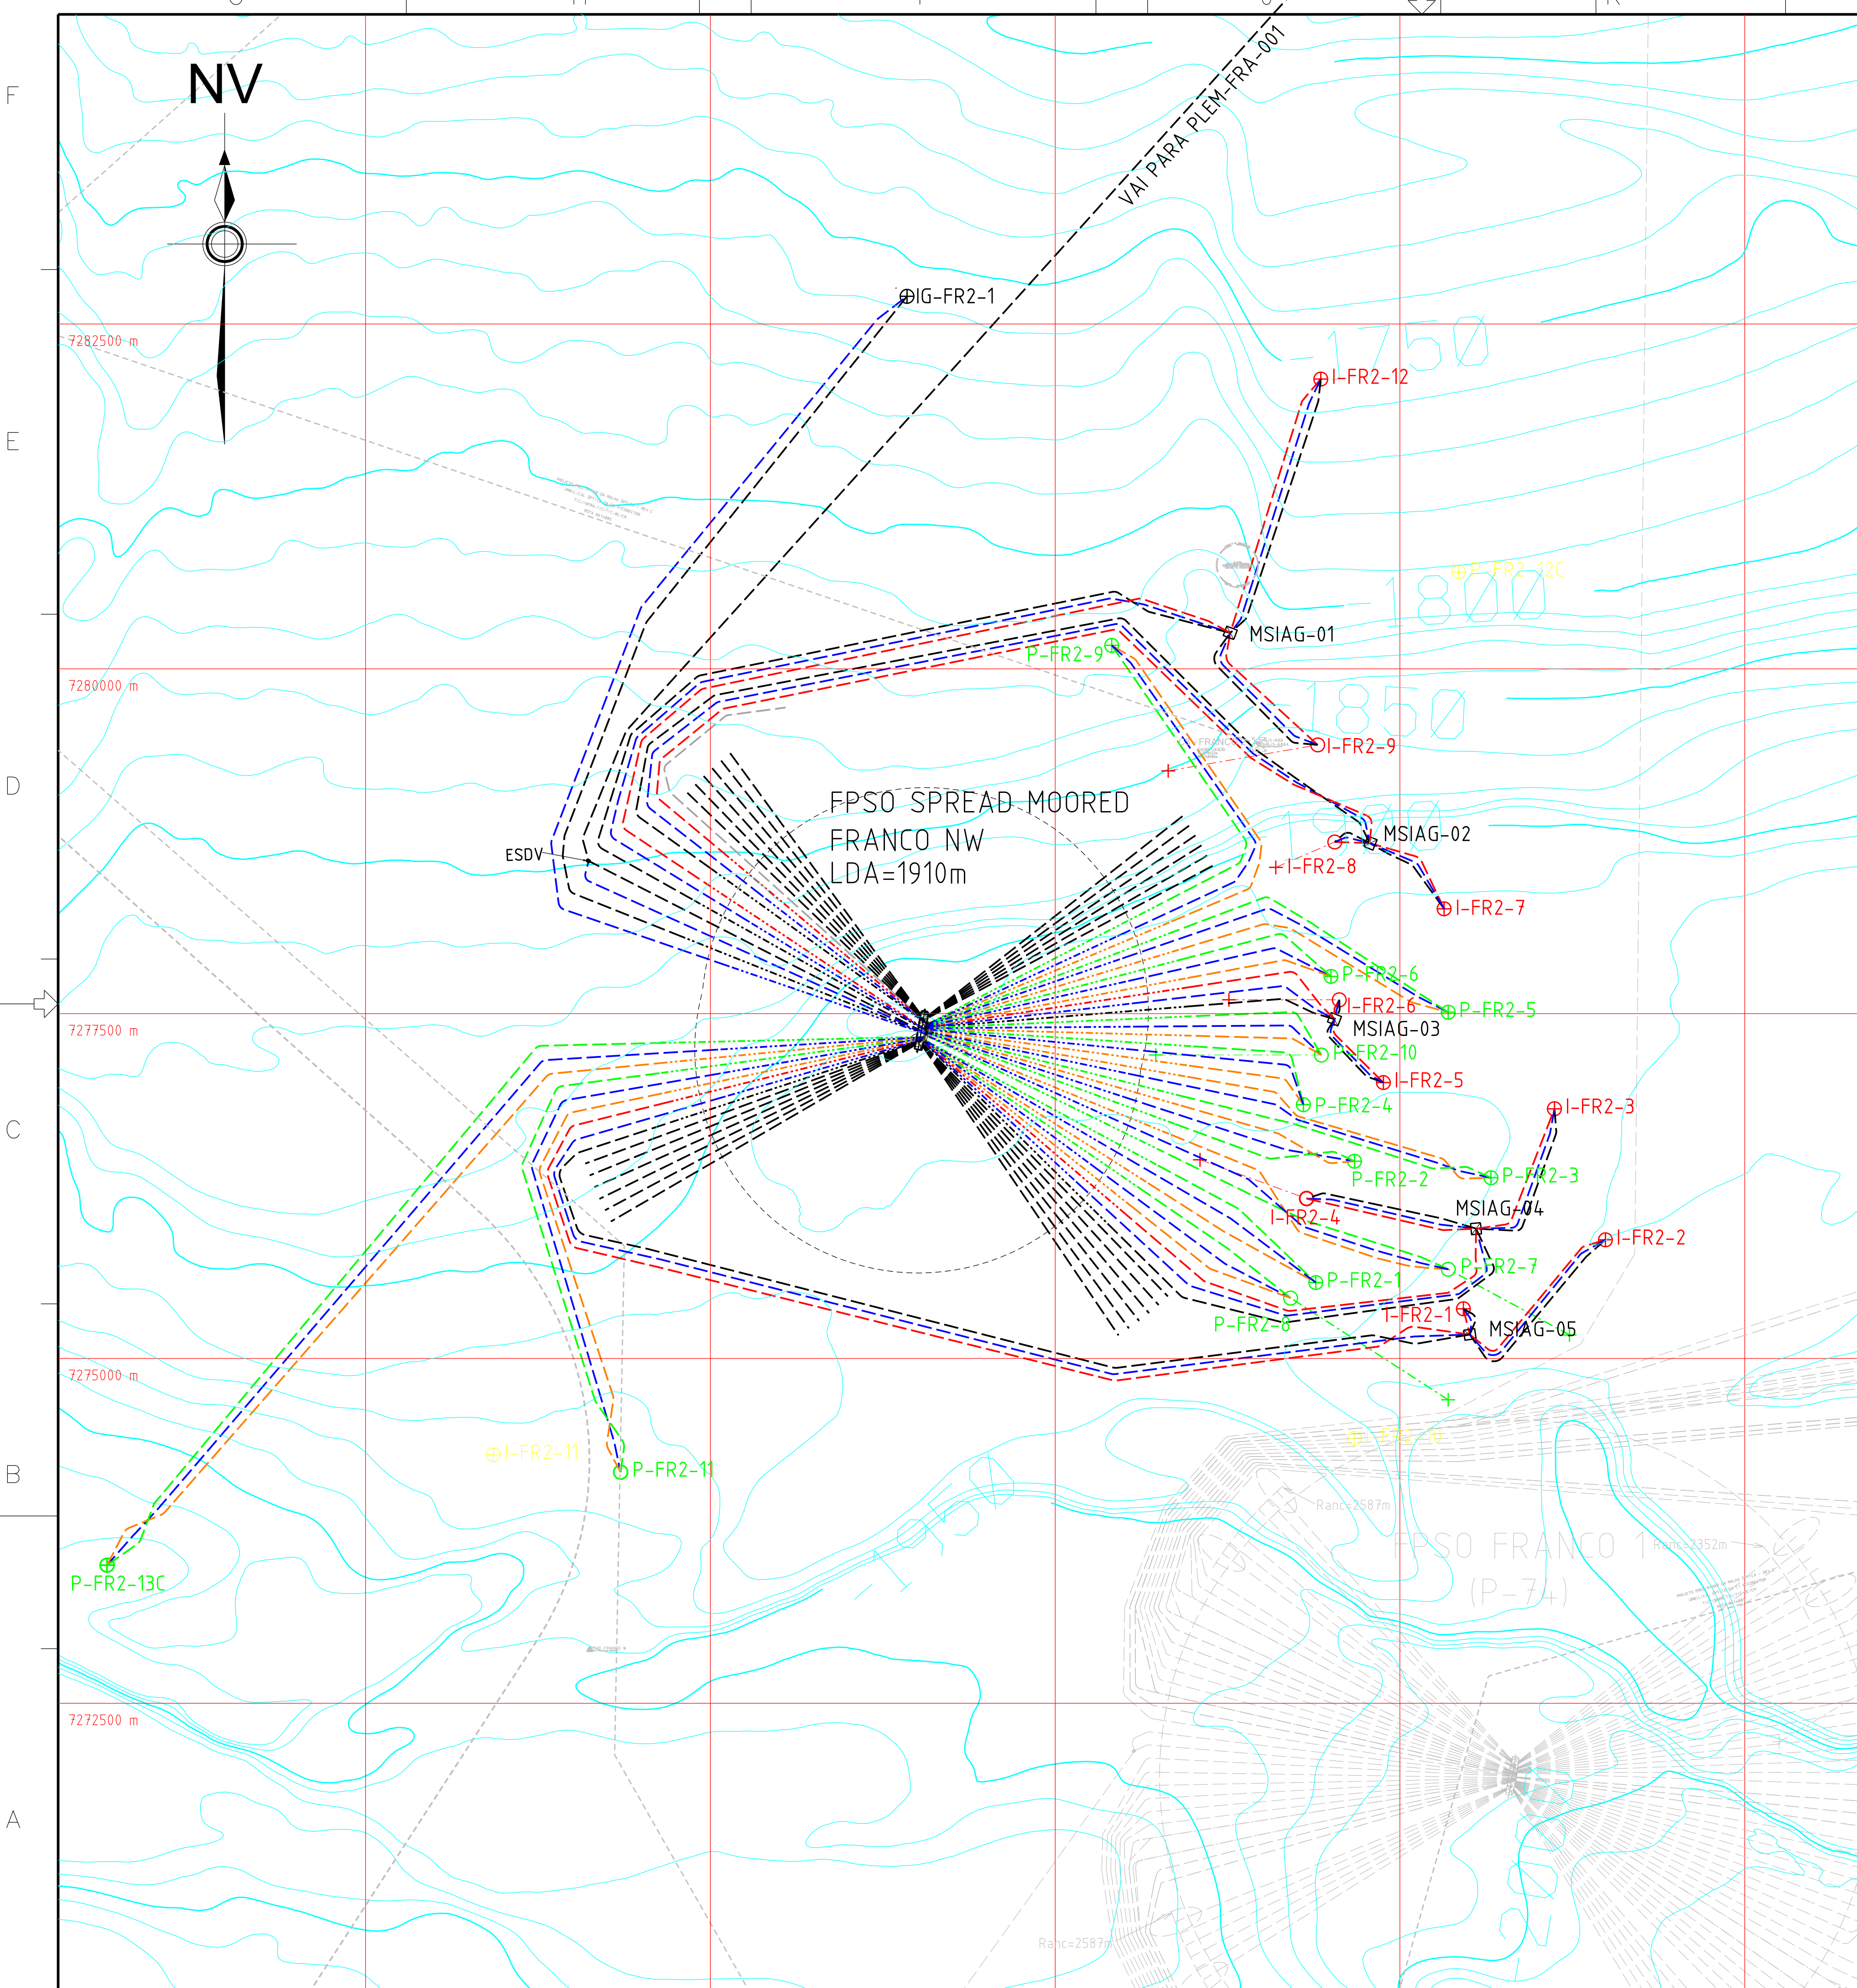 F
NV
VAI PARA PLEM-FRA-001
IG-FR2-1
7282500 m
1750
I-FR2-12
E
P-FR2-12C
1800
MSIAG-01
P-FR2-9
7280000 m
1850
I-FR2-9
D
FPSO SPREAD MOORED
FRANCO NW
LDA=1910m
ESDV
1900
MSIAG-02
I-FR2-8
I-FR2-7
P-FR2-6
I-FR2-6
P-FR2-5
7277500 m
MSIAG-03
P-FR2-10
I-FR2-5
P-FR2-4
I-FR2-3
C
P-FR2-2
P-FR2-3
MSIAG-04
I-FR2-4
I-FR2-2
P-FR2-7
P-FR2-1
I-FR2-1
P-FR2-8
MSIAG-05
7275000 m
I-FR2-11
P-FR2-11
B
Ranc=2587m
FPSO FRANCO 1
(P-74)
Ranc=2352m
P-FR2-13C
7272500 m
A
Ranc=2587m